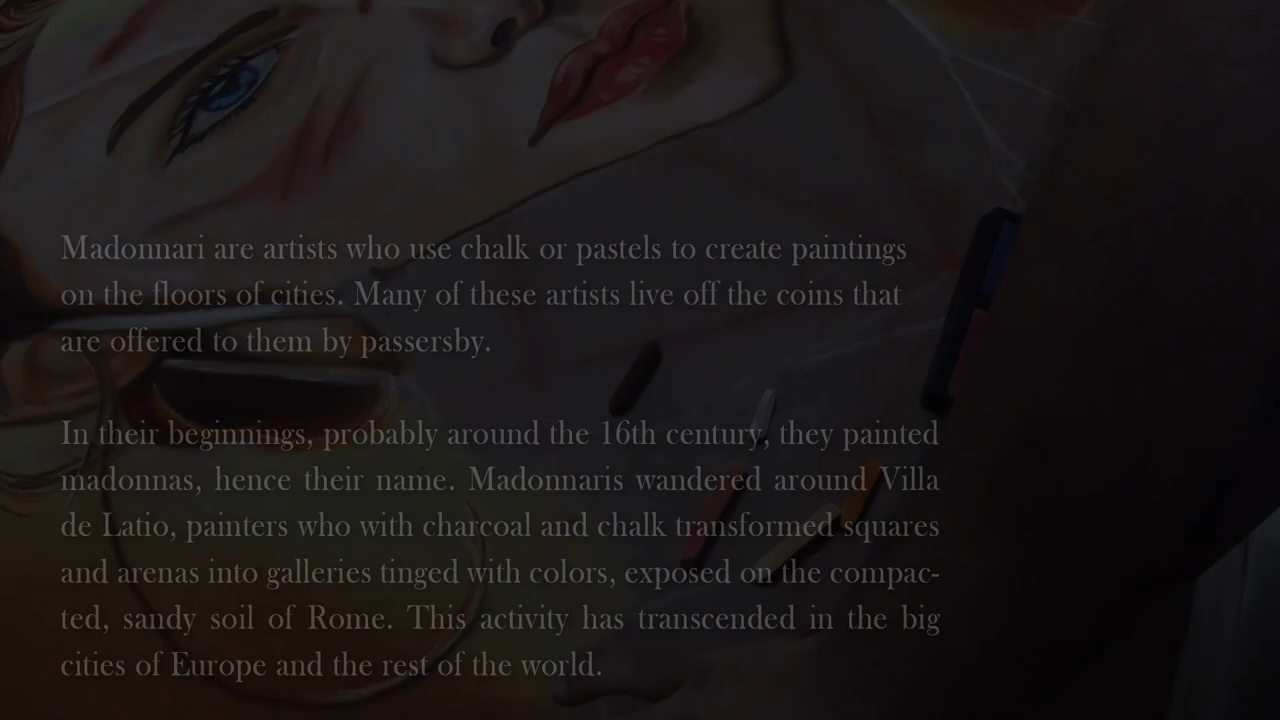 Madonnari are artists who use chalk or pastels to create paintings
on the floors of cities. Many of these artists live off the coins that
are offered to them by passersby.
In their beginnings, probably around the 16th century, they painted
madonnas, hence their name. Madonnaris wandered around Villa
de Latio, painters who with charcoal and chalk transformed squares
and arenas into galleries tinged with colors, exposed on the compac-
ted, sandy soil of Rome. This activity has transcended in the big
cities of Europe and the rest of the world.